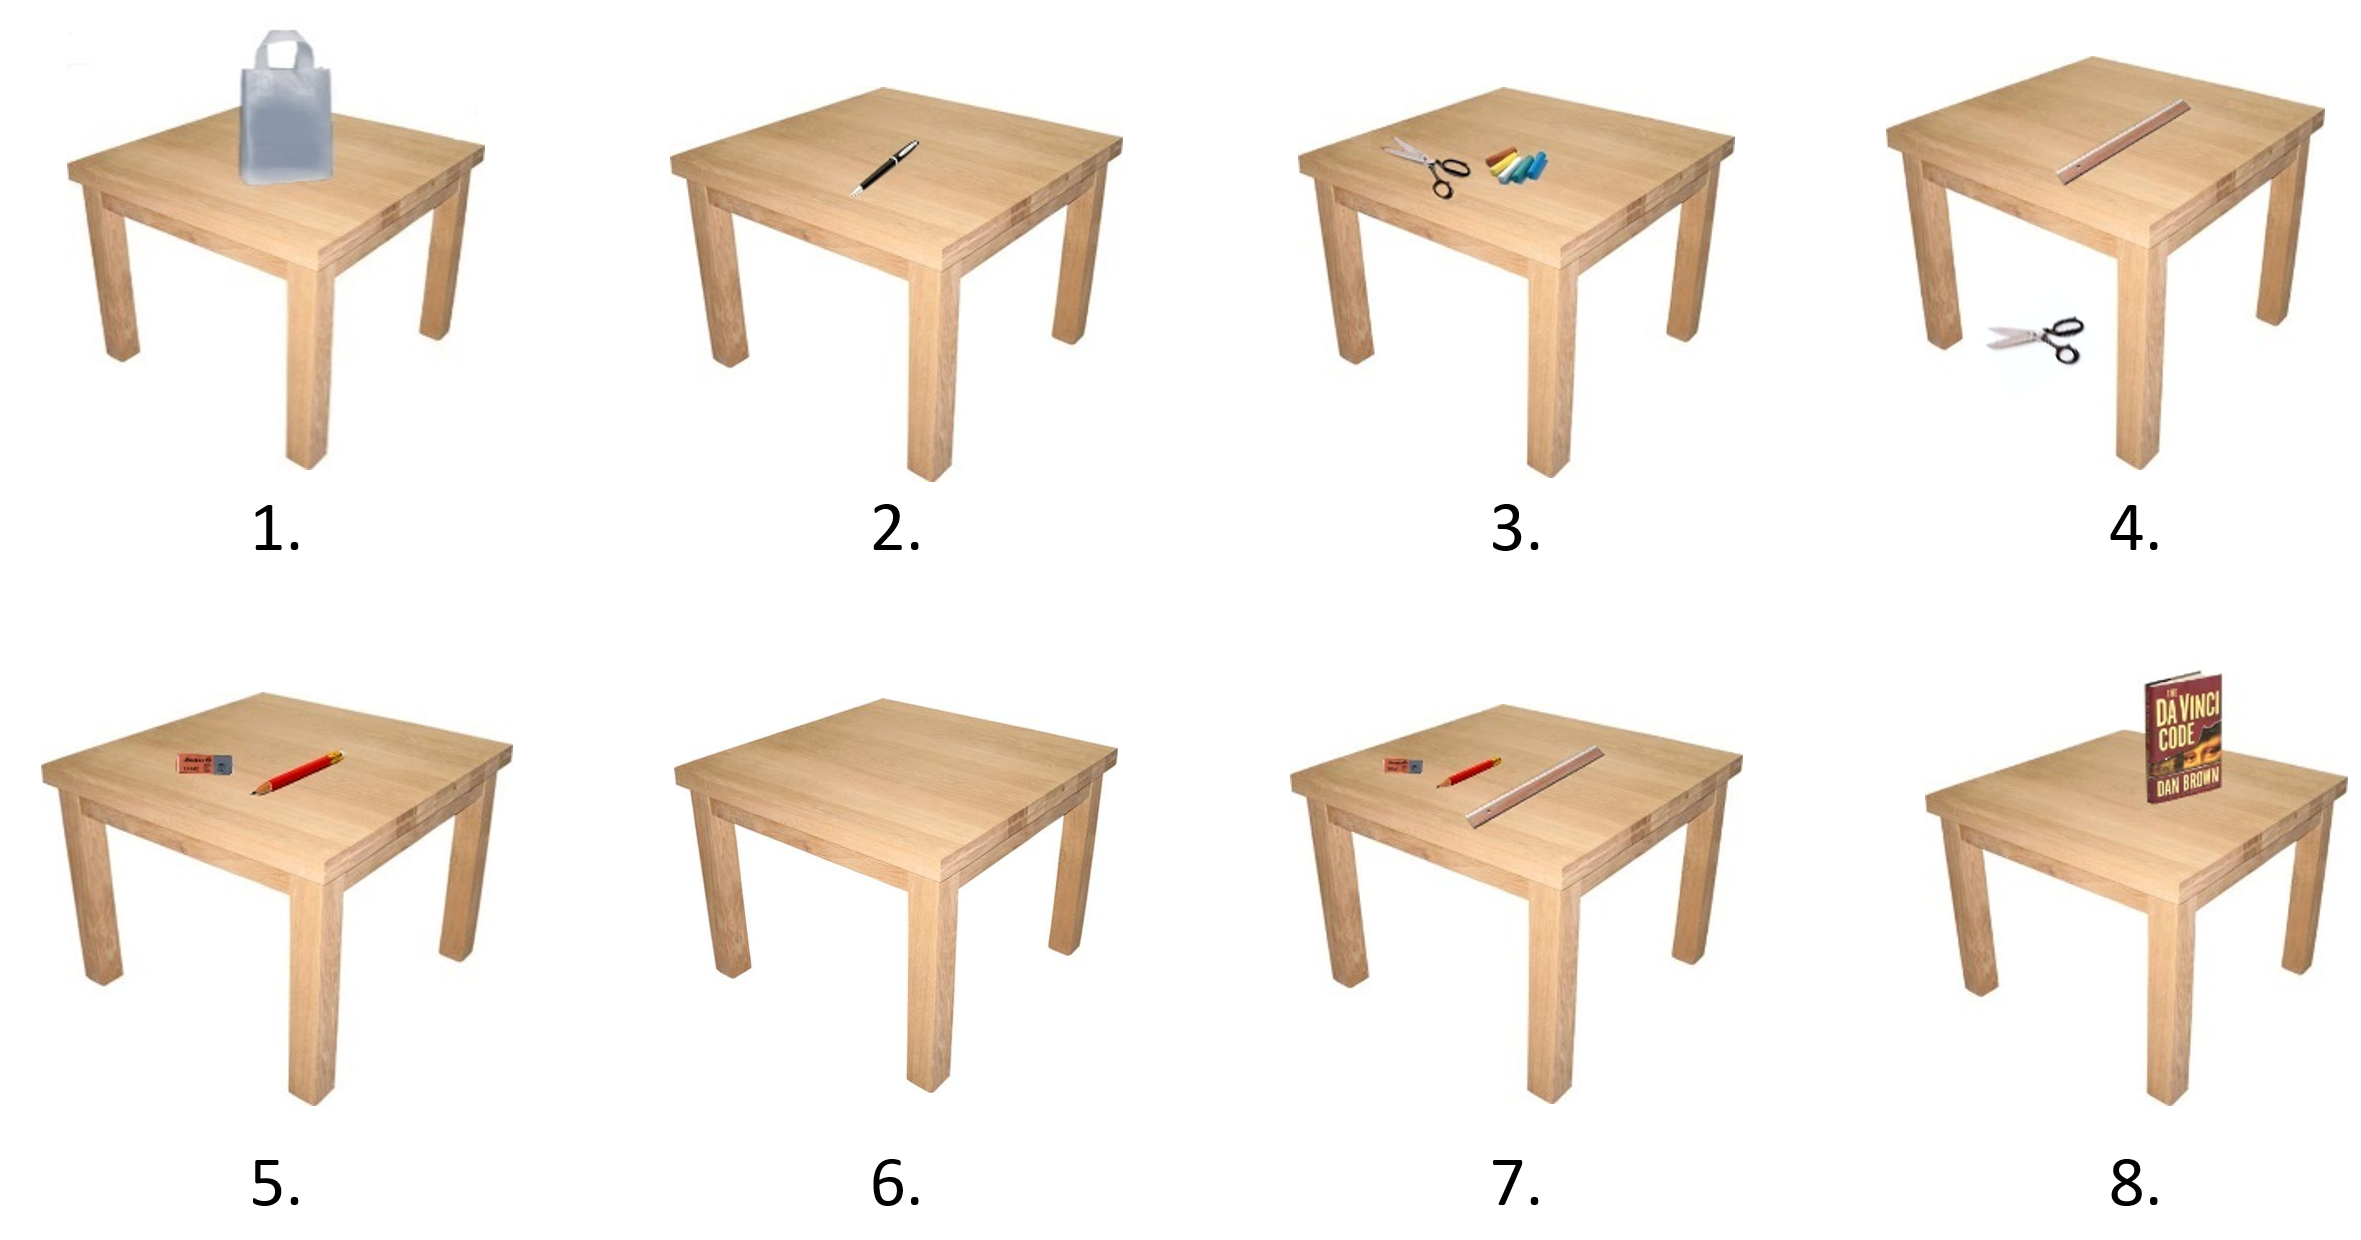 1.
2.
3.
4.
THE
DA VINCI
CODE
DAN BROWN
5.
6.
7.
8.